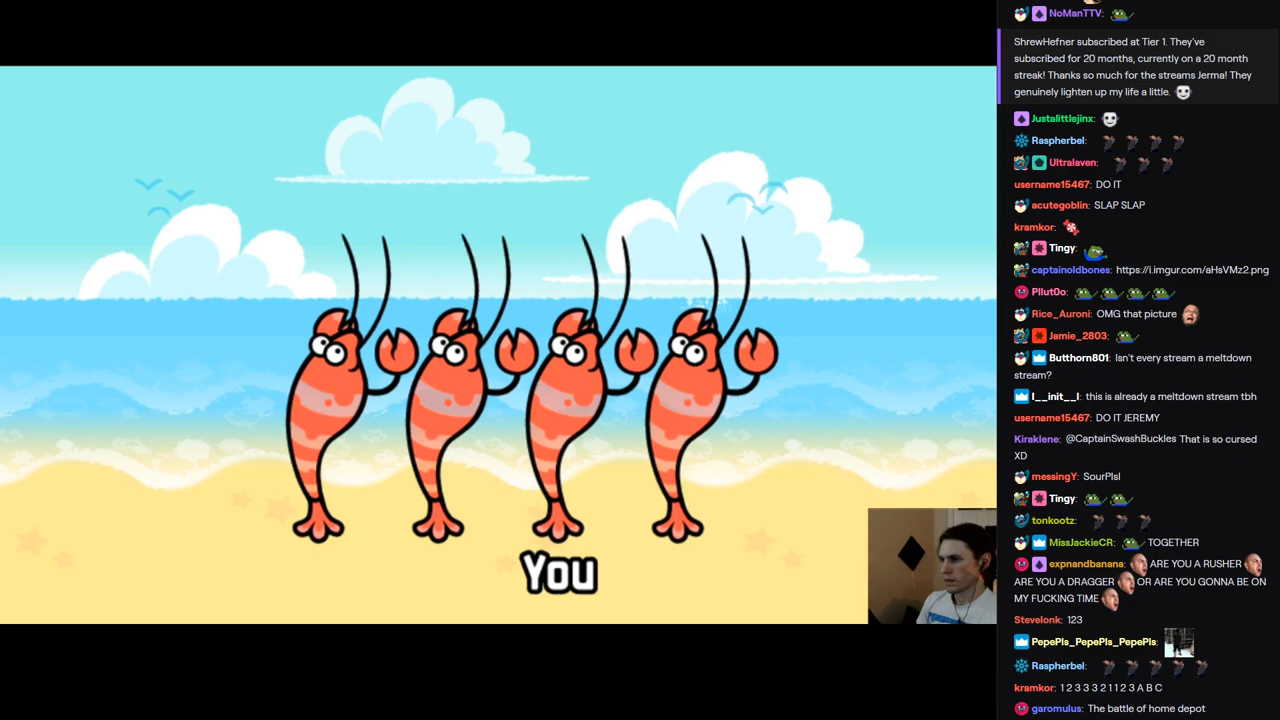 You
NoManTTV:
ShrewHefner subscribed at Tier 1. They've
subscribed for 20 months, currently on a 20 month
streak! Thanks so much for the streams Jerma! They
genuinely lighten up my life a little.
Justalittlejinx:
Raspherbel:
Ultralaven:
username15467: DO IT
acutegoblin: SLAP SLAP
kramkor:
Tingy:
captainoldbones: https://i.imgur.com/aHsVMz2.png
Pllut0o:
Rice_Auroni: OMG that picture
Jamie_2803:
Butthorn801: Isn't every stream a meltdown
stream?
I__init__I: this is already a meltdown stream tbh
username15467: DO IT JEREMY
Kiraklene: @CaptainSwashBuckles That is so cursed
XD
messingY: SourPlsl
Tingy:
tonkootz:
MissJackieCR: TOGETHER
expnandbanana: ARE YOU A RUSHER
ARE YOU A DRAGGER OR ARE YOU GONNA BE ON
MY FUCKING TIME
Stevelonk: 123
PepePls_PepePls_PepePls:
Raspherbel:
kramkor: 1 2 3 3 3 2 1 1 2 3 A B C
garomulus: The battle of home depot